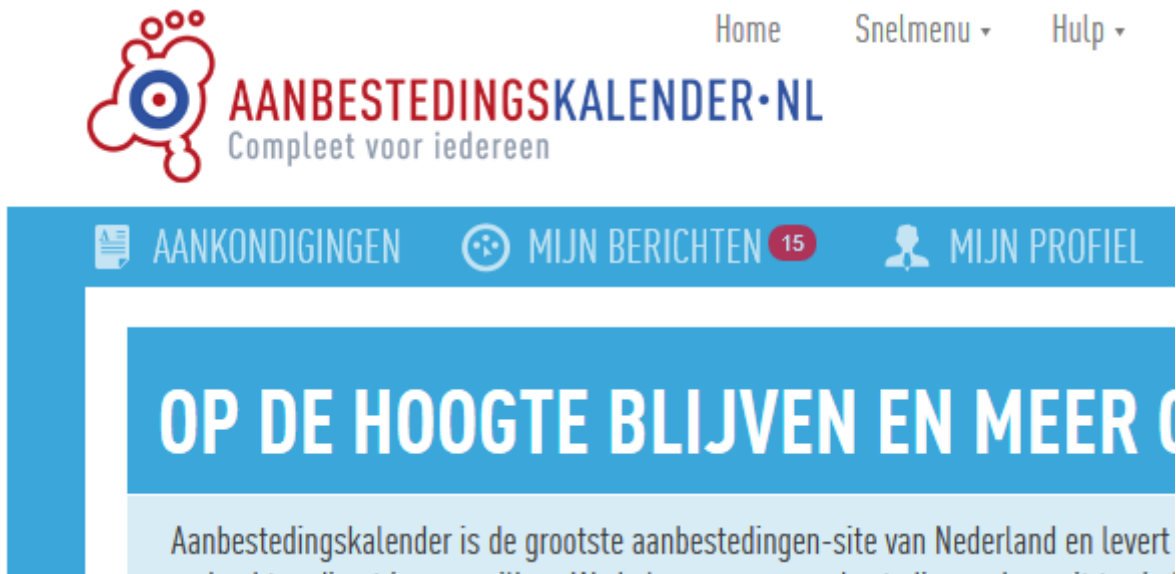 Home Snelmenu Hulp
AANBESTEDINGSKALENDER•NL
Compleet voor iedereen
AANKONDIGINGEN MIJN BERICHTEN 15 MIJN PROFIEL
OP DE HOOGTE BLIJVEN EN MEER
Aanbestedingskalender is de grootste aanbestedingen-site van Nederland en levert